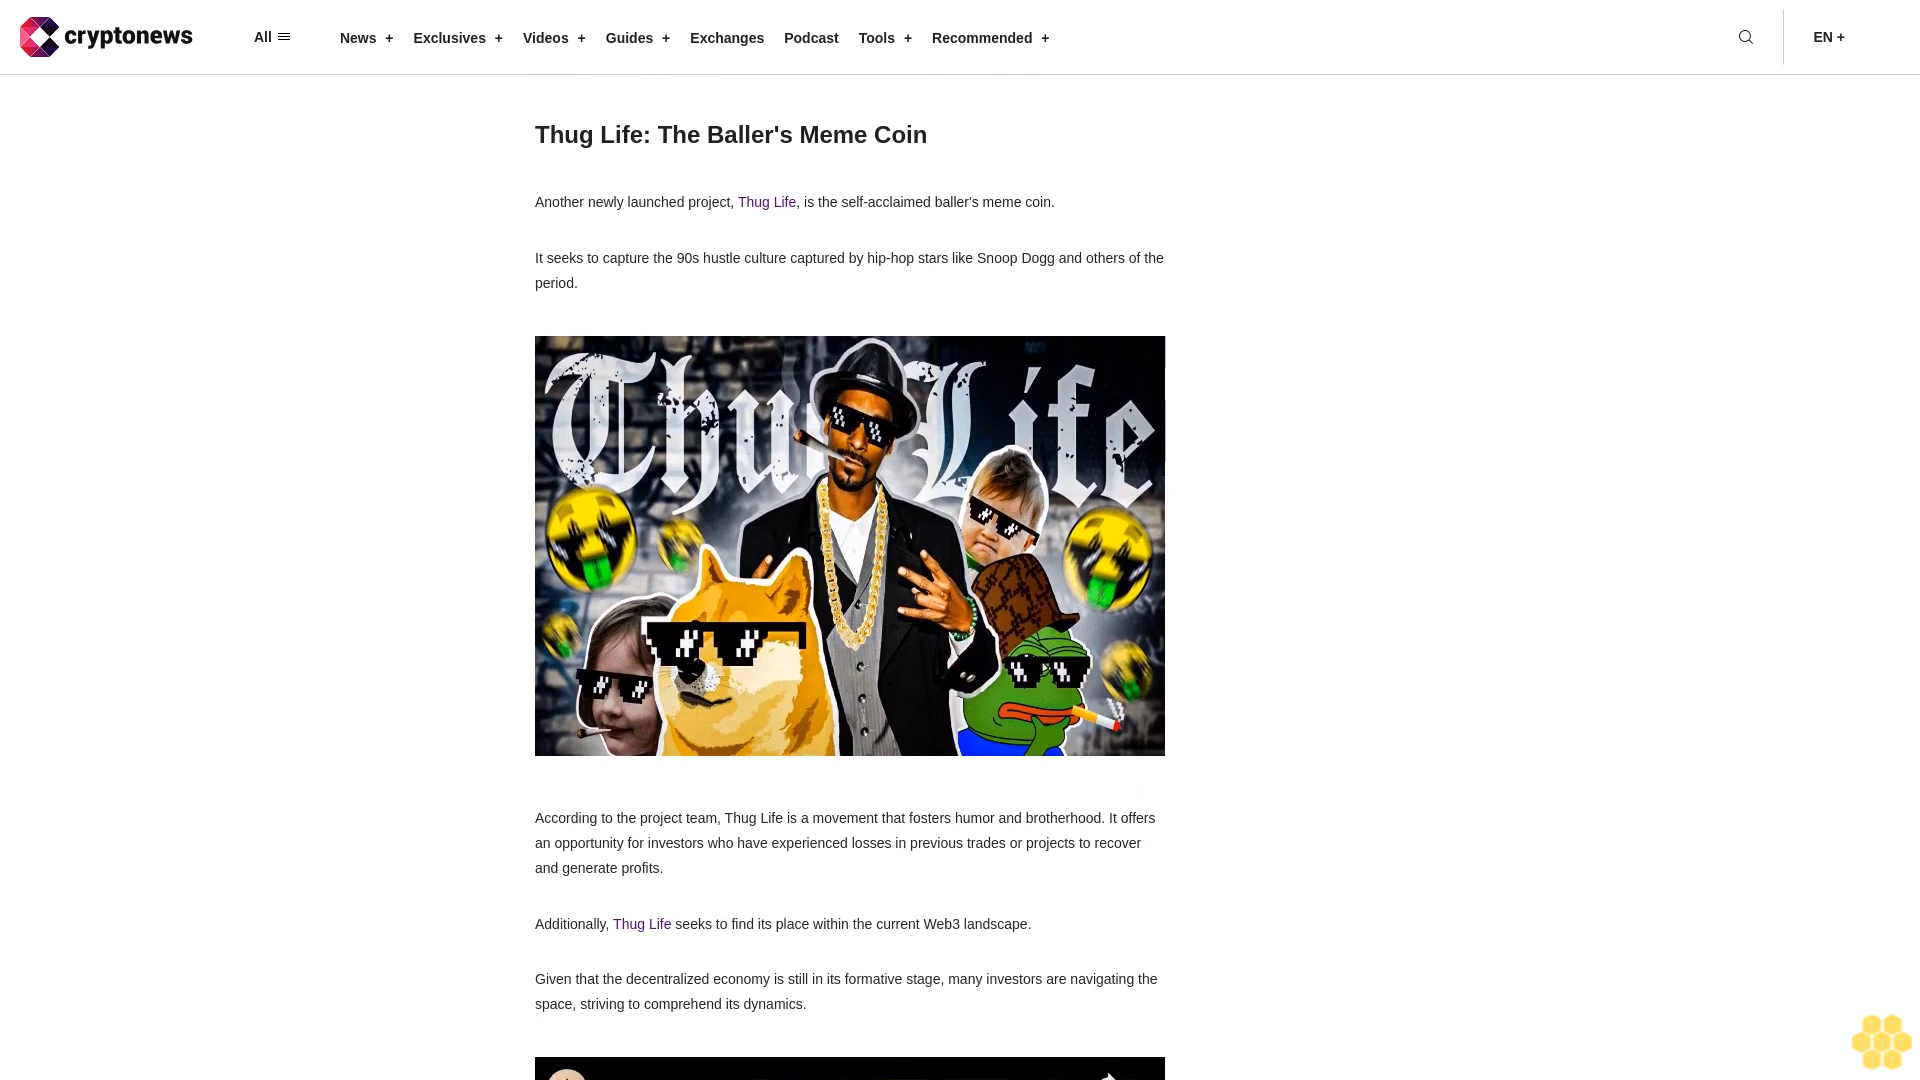 cryptonews
All
News +
Exclusives +
Videos +
Guides +
Exchanges
Podcast
Tools +
Recommended +
EN +
Thug Life: The Baller's Meme Coin
Another newly launched project, Thug Life, is the self-acclaimed baller's meme coin.
It seeks to capture the 90s hustle culture captured by hip-hop stars like Snoop Dogg and others of the
period.
Thug Life
According to the project team, Thug Life is a movement that fosters humor and brotherhood. It offers
an opportunity for investors who have experienced losses in previous trades or projects to recover
and generate profits.
Additionally, Thug Life seeks to find its place within the current Web3 landscape.
Given that the decentralized economy is still in its formative stage, many investors are navigating the
space, striving to comprehend its dynamics.